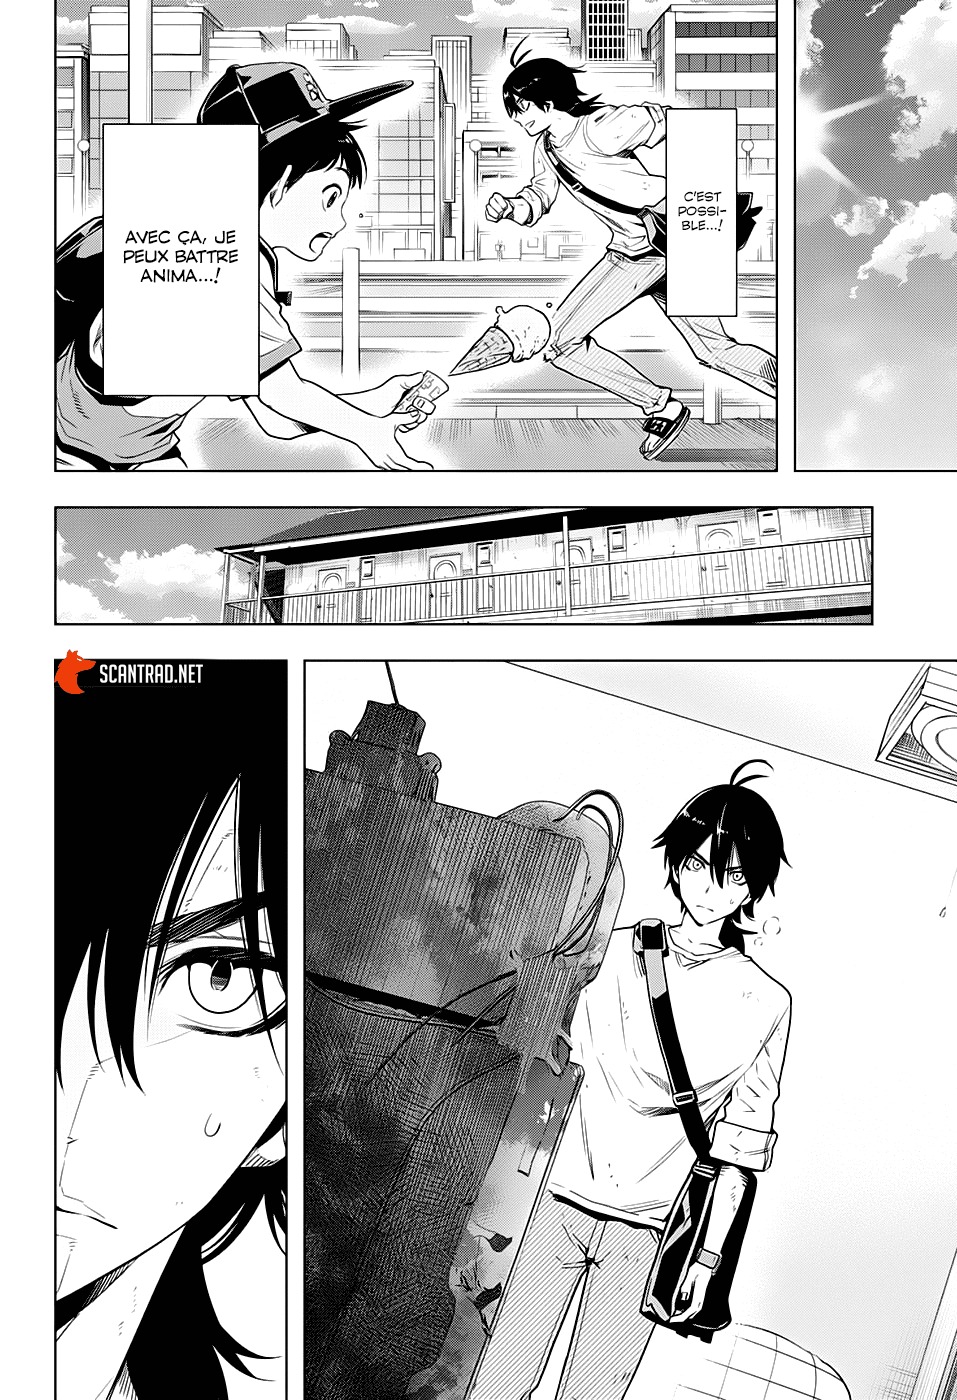 C'EST
POSSI-
BLE...!
AVEC ÇA, JE
PEUX BATTRE
ANIMA...!
SCANTRAD.NET